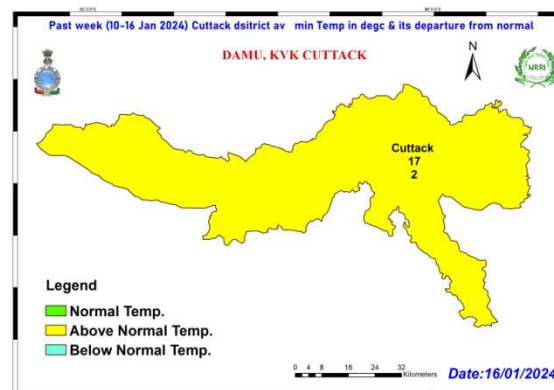 Past week (10-16 Jan 2024) Cuttack dsitrict av min Temp in degc & its departure from normal
DAMU, KVK CUTTACK
N
NRRI
Cuttack
17
2
Legend
Normal Temp.
Above Normal Temp.
Below Normal Temp.
0 4 8 16 24 32
Kilometers
Date:16/01/2024